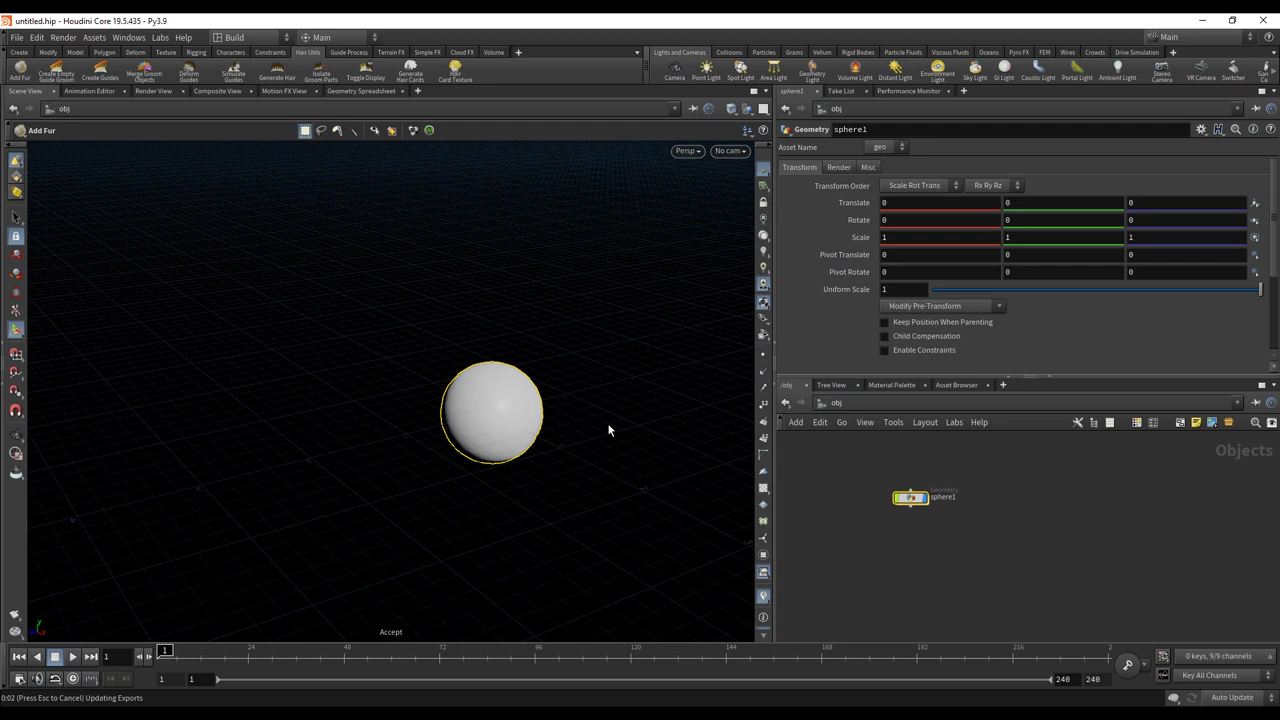 untitled.hip - Houdini Core 19.5.435 - Py3.9
File Edit Render Assets Windows Labs Help Build Main Main
Create Modify Model Polygon Deform Texture Rigging Characters Constraints Hair Utils Guide Process Terrain FX Simple FX Cloud FX Volume
Lights and Cameras Collisions Particles Grains Vellum Rigid Bodies Particle Fluids Viscous Fluids Oceans Pyro FX FEM Wires Crowds Drive Simulation
Add Fur Create Empty Guide Groom Create Guides Merge Groom Objects Deform Guides Simulate Guides Generate Hair Isolate Groom Parts Toggle Display Generate Hair Cards Hair Card Texture
Camera Point Light Spot Light Area Light Geometry Light Volume Light Distant Light Environment Light Sky Light GI Light Caustic Light Portal Light Ambient Light Stereo Camera VR Camera Switcher Gan Ca
Scene View Animation Editor Render View Composite View Motion FX View Geometry Spreadsheet
sphere1 Take List Performance Monitor
obj
obj
Add Fur
Geometry sphere1
Asset Name geo
Persp No cam
Transform Render Misc
Transform Order Scale Rot Trans Rx Ry Rz
Translate 0 0 0
Rotate 0 0 0
Scale 1 1 1
Pivot Translate 0 0 0
Pivot Rotate 0 0 0
Uniform Scale 1
Modify Pre-Transform
Keep Position When Parenting
Child Compensation
Enable Constraints
/obj Tree View Material Palette Asset Browser
obj
Add Edit Go View Tools Layout Labs Help
Objects
Geometry
sphere1
12
y
x
Accept
1 1 24 48 72 96 120 144 168 192 2
0 keys, 9/9 channels
1 1 240 240 Key All Channels
0:02 (Press Esc to Cancel) Updating Exports
Auto Update